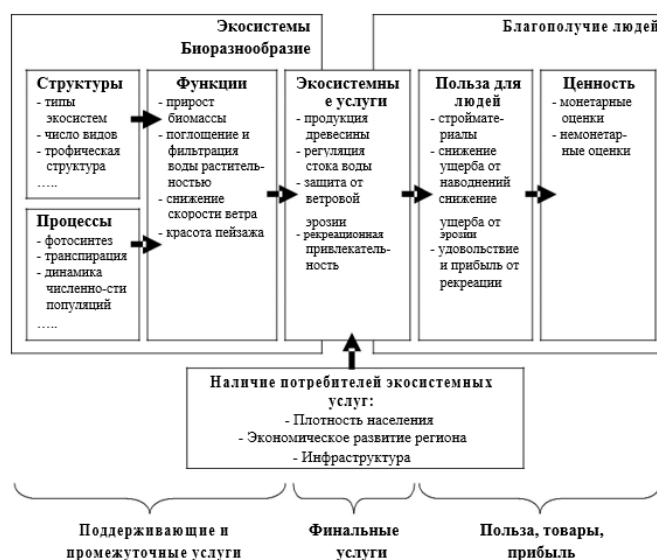 Экосистемы
Биоразнообразие
Благополучие людей
Структуры
- типы
экосистем
- число видов
- трофическая
структура
…..
Процессы
- фотосинтез
- транспирация
- динамика
численно-сти
популяций
…..
Функции
- прирост
биомассы
- поглощение и
фильтрация
воды раститель-
ностью
- снижение
скорости ветра
- красота пейзажа
Экосистемны
е услуги
- продукция
древесины
- регуляция
стока воды
- защита от
ветровой
эрозии
- рекреационная
привлекатель-
ность
Польза для
людей
- строймате-
риалы
- снижение
ущерба от
наводнений
снижение
ущерба от
эрозии
- удовольствие
и прибыль от
рекреации
Ценность
- монетарные
оценки
- немонетар-
ные оценки
Наличие потребителей экосистемных
услуг:
- Плотность населения
- Экономическое развитие региона
- Инфраструктура
Поддерживающие и
промежуточные услуги
Финальные
услуги
Польза, товары,
прибыль